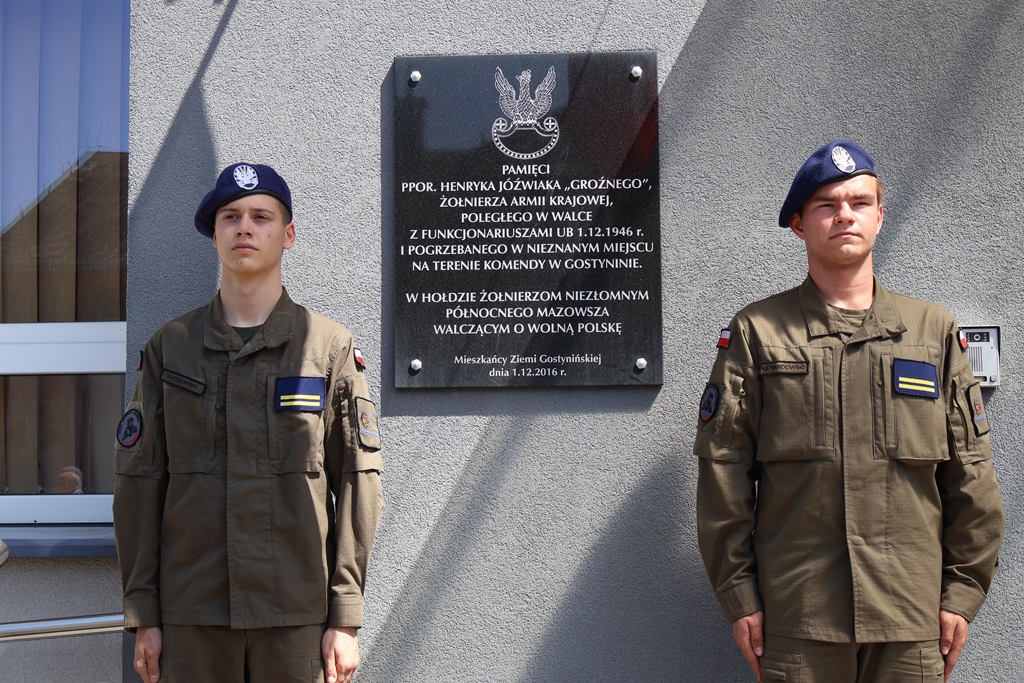 PAMIĘCI
PPOR. HENRYKA JÓŹWIAKA „GROŹNEGO”,
ŻOŁNIERZA ARMII KRAJOWEJ,
POLEGŁEGO W WALCE
Z FUNKCJONARIUSZAMI UB 1.12.1946 r.
I POGRZEBANEGO W NIEZNANYM MIEJSCU
NA TERENIE KOMENDY W GOSTYNINIE.
W HOŁDZIE ŻOŁNIERZOM NIEZŁOMNYM
PÓŁNOCNEGO MAZOWSZA
WALCZĄCYM O WOLNĄ POLSKĘ
Mieszkańcy Ziemi Gostynińskiej
dnia 1.12.2016 r.